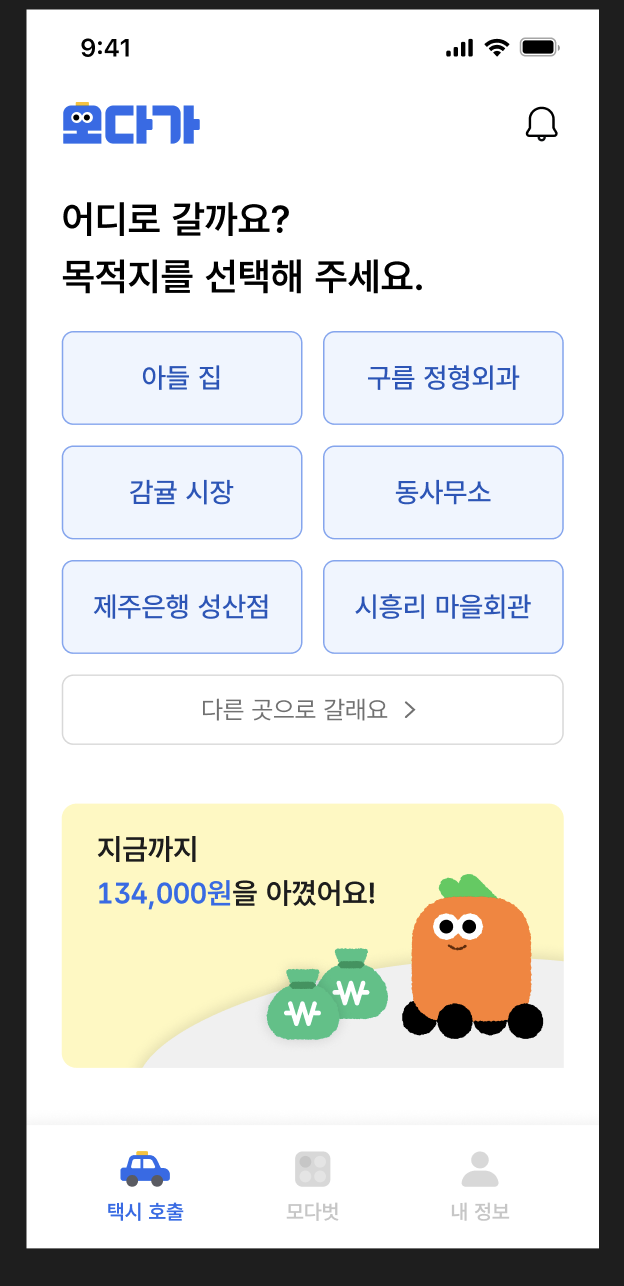 9:41
모다가
어디로 갈까요?
목적지를 선택해 주세요.
아들 집
구름 정형외과
감귤 시장
동사무소
제주은행 성산점
시흥리 마을회관
다른 곳으로 갈래요 >
지금까지
134,000원을 아꼈어요!
₩ ₩
택시 호출
모다벗
내 정보